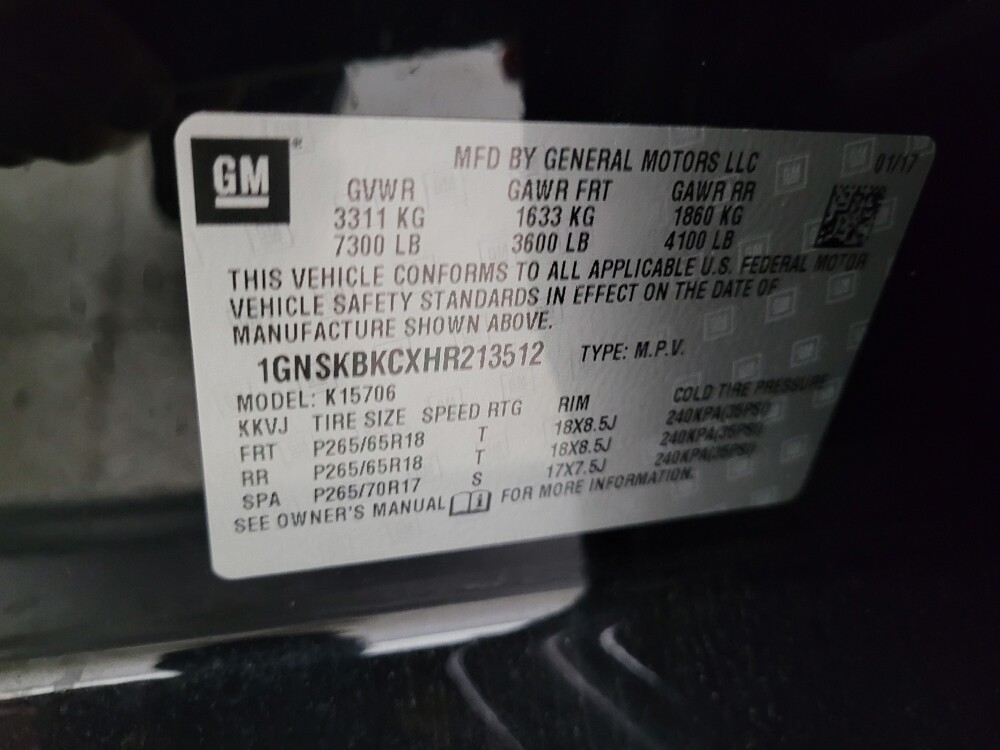 GM®
MFD BY GENERAL MOTORS LLC 01/17
GVWR GAWR FRT GAWR RR
3311 KG 1633 KG 1860 KG
7300 LB 3600 LB 4100 LB
THIS VEHICLE CONFORMS TO ALL APPLICABLE U.S. FEDERAL MOTOR
VEHICLE SAFETY STANDARDS IN EFFECT ON THE DATE OF
MANUFACTURE SHOWN ABOVE.
1GNSKBKCXHR213512 TYPE: M.P.V.
MODEL: K15706
KKVJ TIRE SIZE SPEED RTG RIM COLD TIRE PRESSURE
FRT P265/65R18 T 18X8.5J 240KPA(35PSI)
RR P265/65R18 T 18X8.5J 240KPA(35PSI)
SPA P265/70R17 S 17X7.5J 240KPA(35PSI)
SEE OWNER'S MANUAL i FOR MORE INFORMATION.